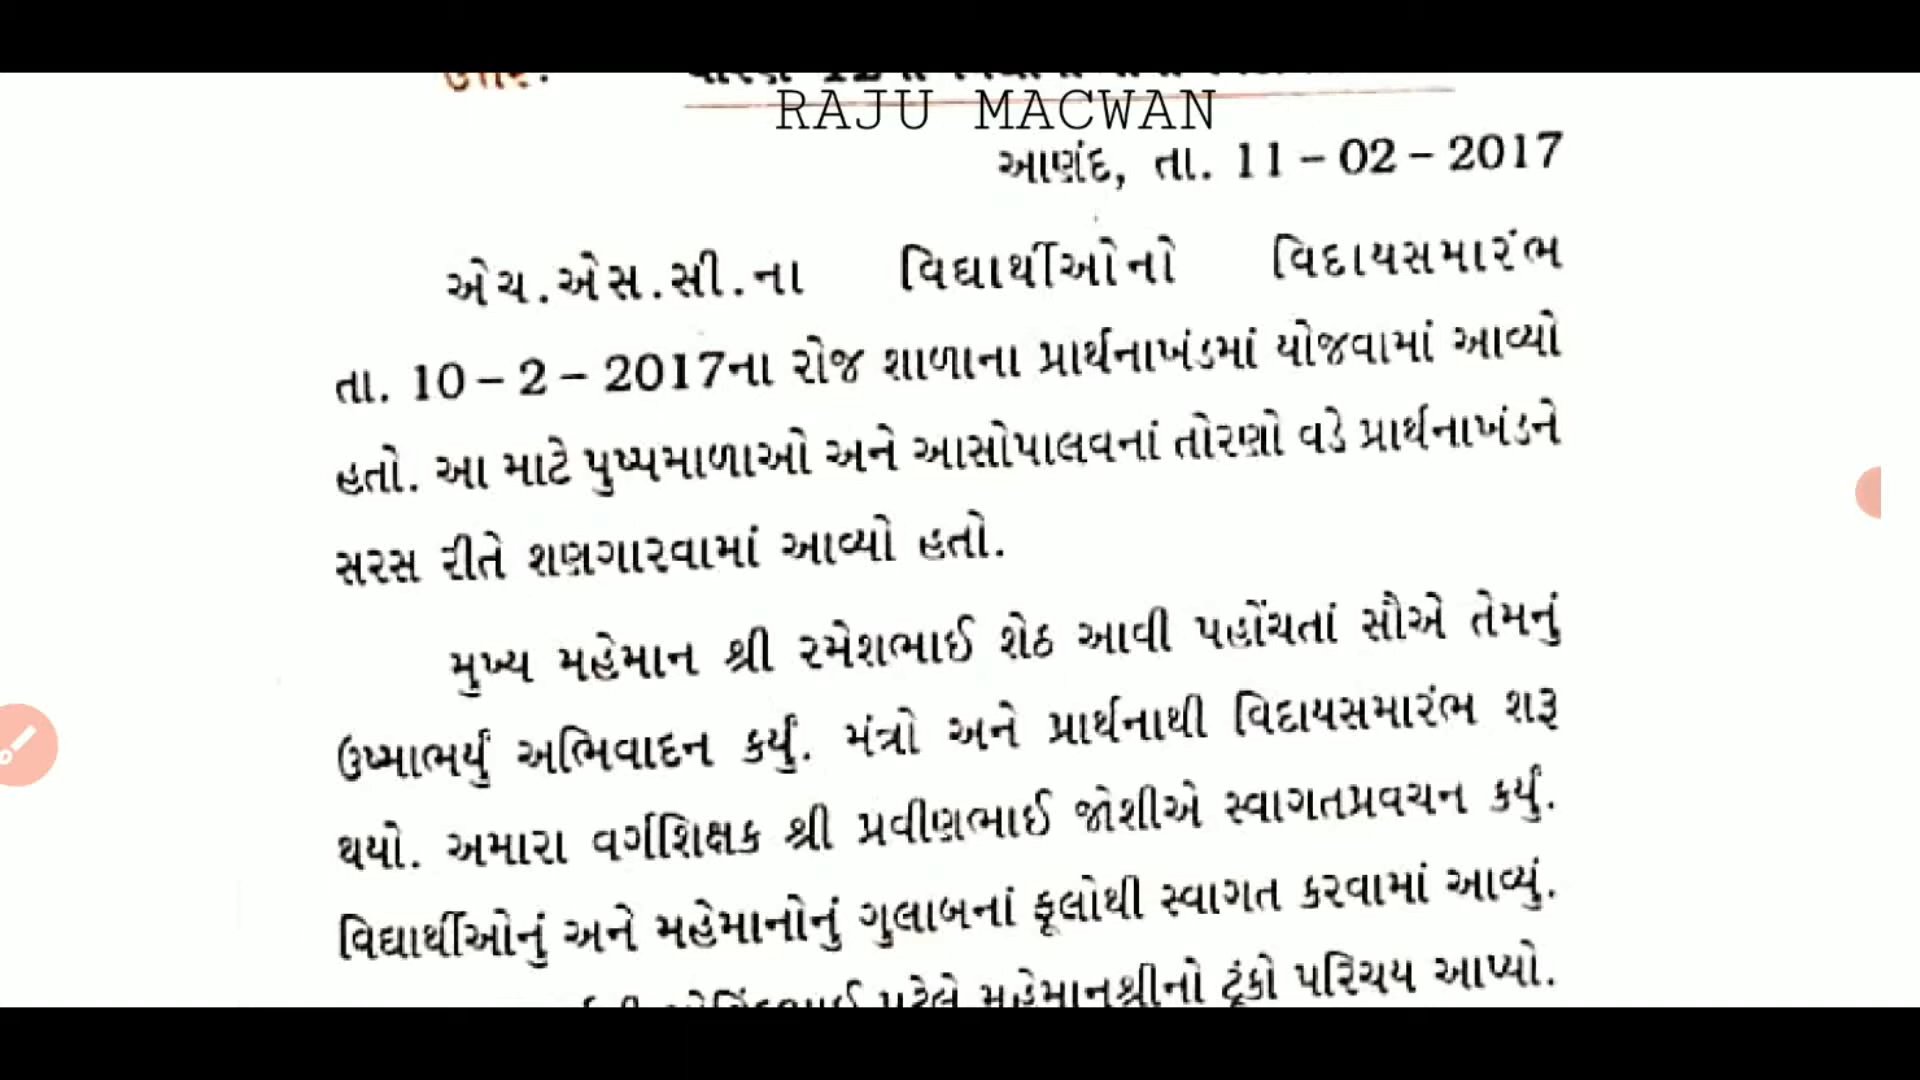 ઉત્તર :
RAJU MACWAN
આણંદ, તા. 11 – 02 – 2017
એચ.એસ.સી.ના વિદ્યાર્થીઓનો વિદાયસમારંભ
તા. 10 – 2 – 2017ના રોજ શાળાના પ્રાર્થનાખંડમાં યોજવામાં આવ્યો
હતો. આ માટે પુષ્પમાળાઓ અને આસોપાલવનાં તોરણો વડે પ્રાર્થનાખંડને
સરસ રીતે શણગારવામાં આવ્યો હતો.
મુખ્ય મહેમાન શ્રી રમેશભાઈ શેઠ આવી પહોંચતાં સૌએ તેમનું
ઉષ્માભર્યું અભિવાદન કર્યું. મંત્રો અને પ્રાર્થનાથી વિદાયસમારંભ શરૂ
થયો. અમારા વર્ગશિક્ષક શ્રી પ્રવીણભાઈ જોશીએ સ્વાગતપ્રવચન કર્યું.
વિદ્યાર્થીઓનું અને મહેમાનોનું ગુલાબનાં ફૂલોથી સ્વાગત કરવામાં આવ્યું.
પટેલે મહેમાનશ્રીનો ટૂંકો પરિચય આપ્યો.